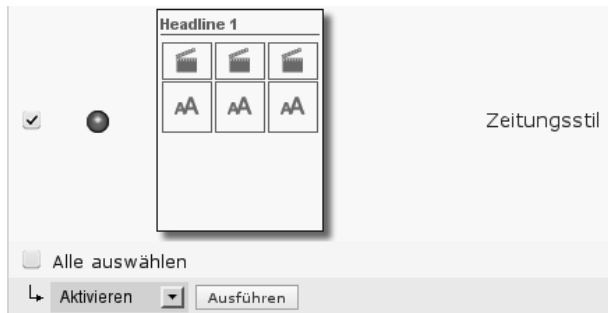 Headline 1
AA AA AA
Zeitungsstil
Alle auswählen
Aktivieren Ausführen